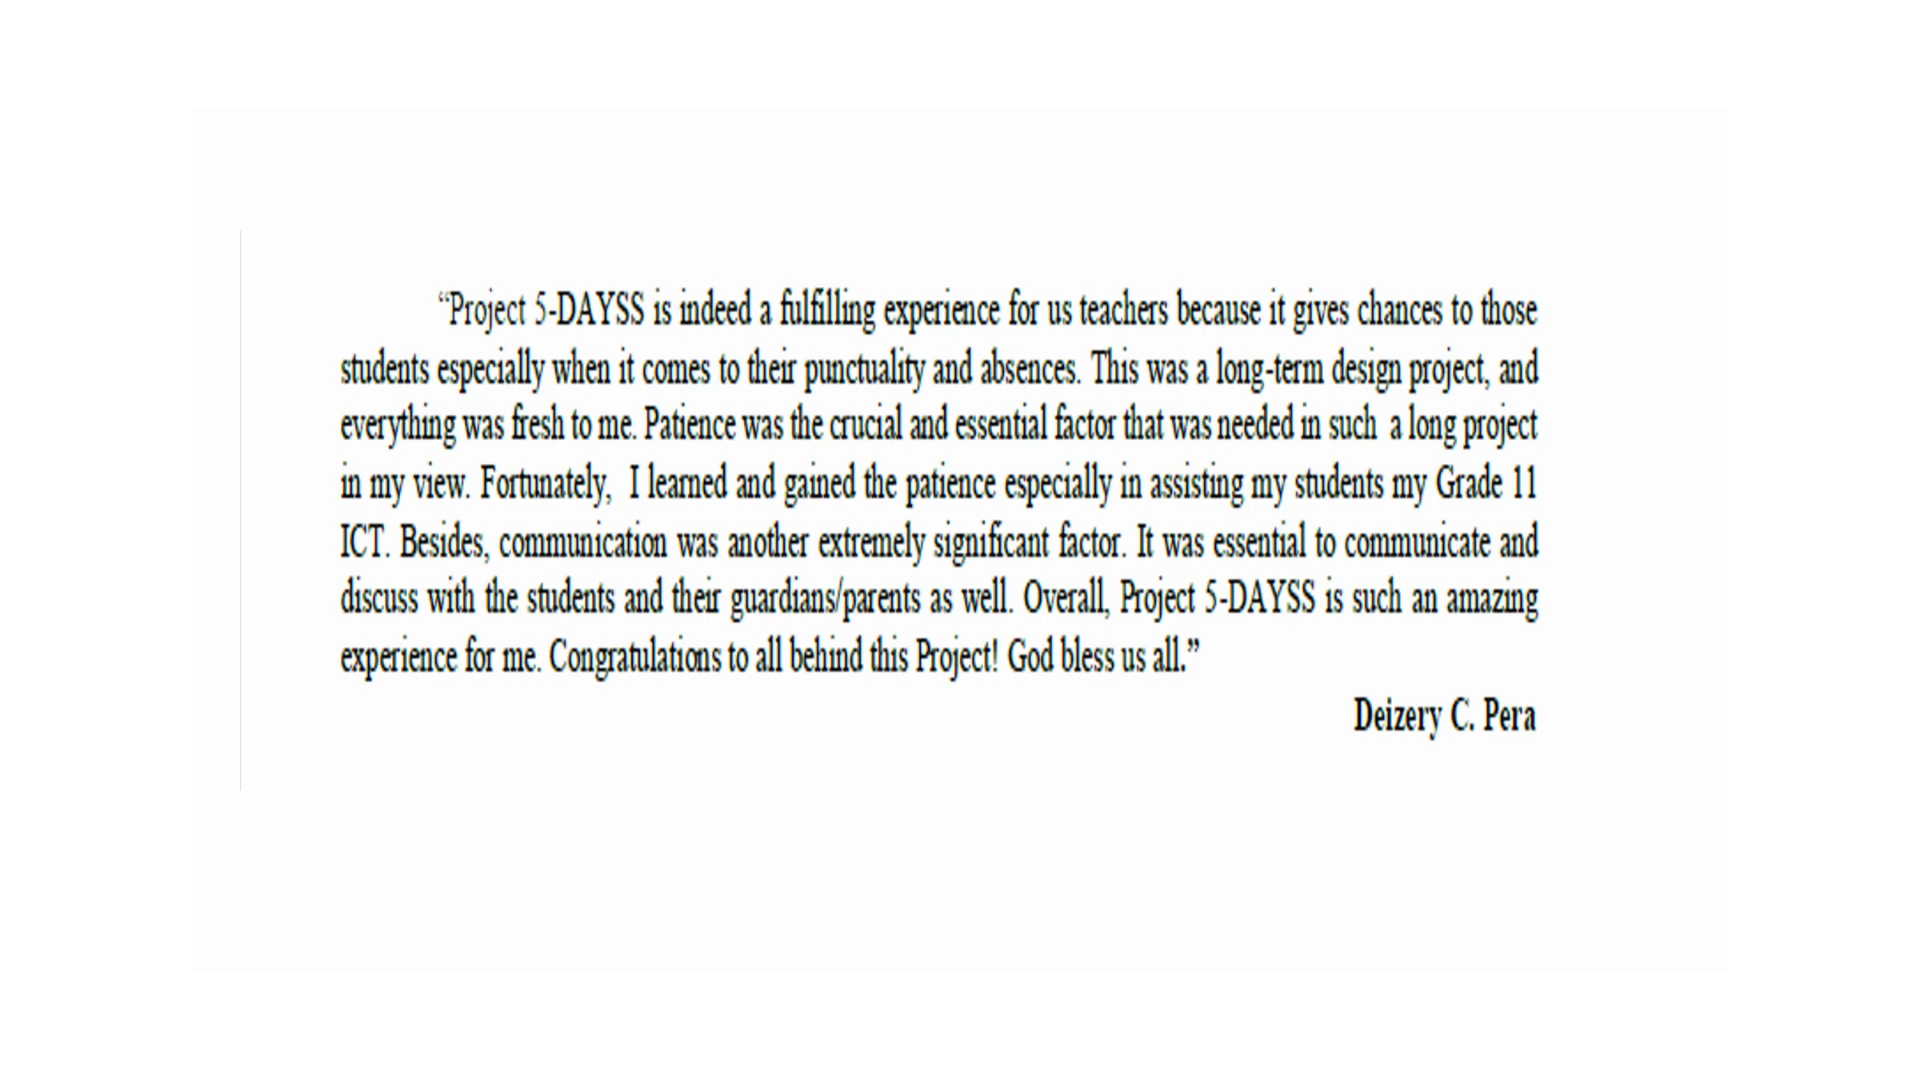 “Project 5-DAYSS is indeed a fulfilling experience for us teachers because it gives chances to those
students especially when it comes to their punctuality and absences. This was a long-term design project, and
everything was fresh to me. Patience was the crucial and essential factor that was needed in such a long project
in my view. Fortunately, I learned and gained the patience especially in assisting my students my Grade 11
ICT. Besides, communication was another extremely significant factor. It was essential to communicate and
discuss with the students and their guardians/parents as well. Overall, Project 5-DAYSS is such an amazing
experience for me. Congratulations to all behind this Project! God bless us all.”
Deizery C. Pera